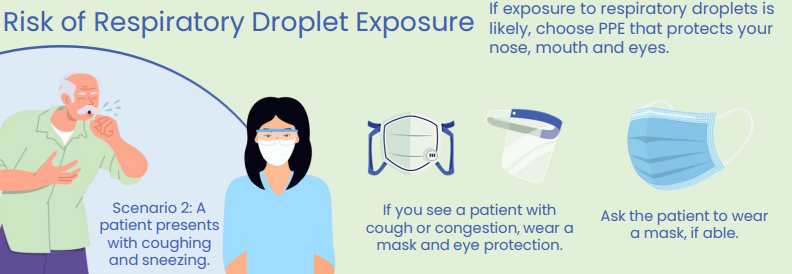 Risk of Respiratory Droplet Exposure
If exposure to respiratory droplets is
likely, choose PPE that protects your
nose, mouth and eyes.
Scenario 2: A
patient presents
with coughing
and sneezing.
If you see a patient with
cough or congestion, wear a
mask and eye protection.
Ask the patient to wear
a mask, if able.